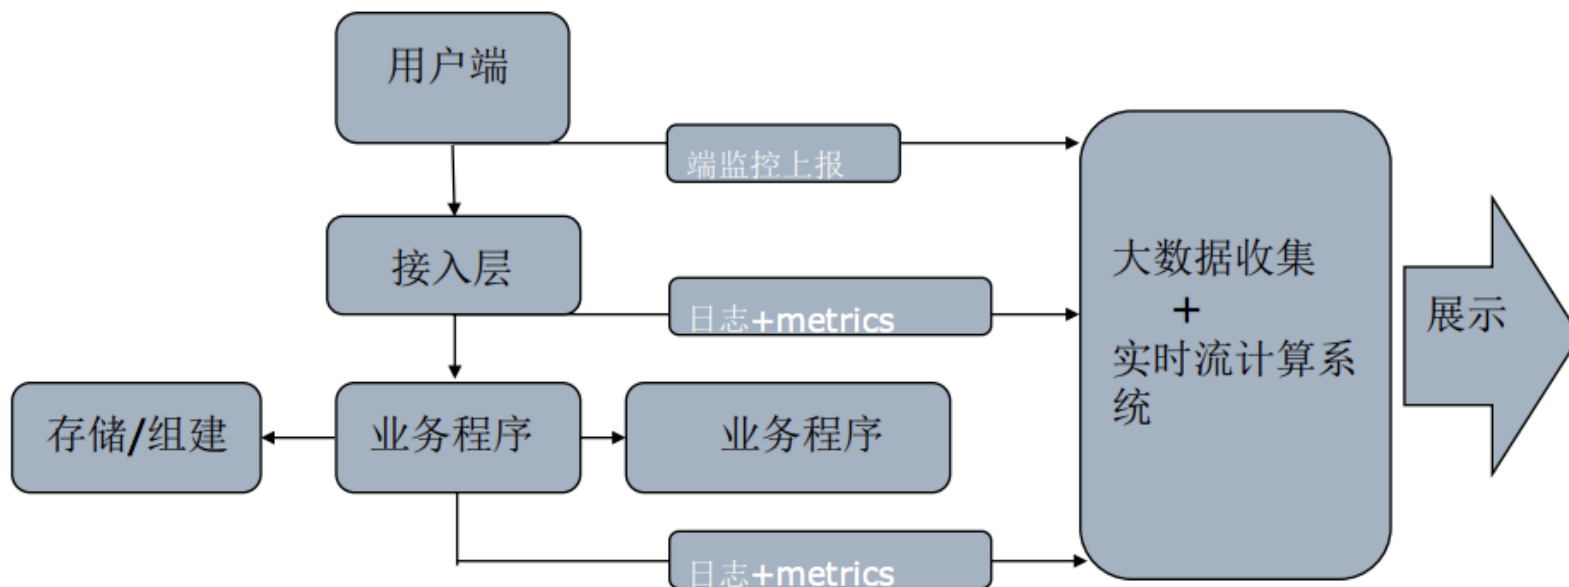 用户端
端监控上报
接入层
日志+metrics
大数据收集
+
实时流计算系
统
展示
存储/组建
业务程序
业务程序
日志+metrics